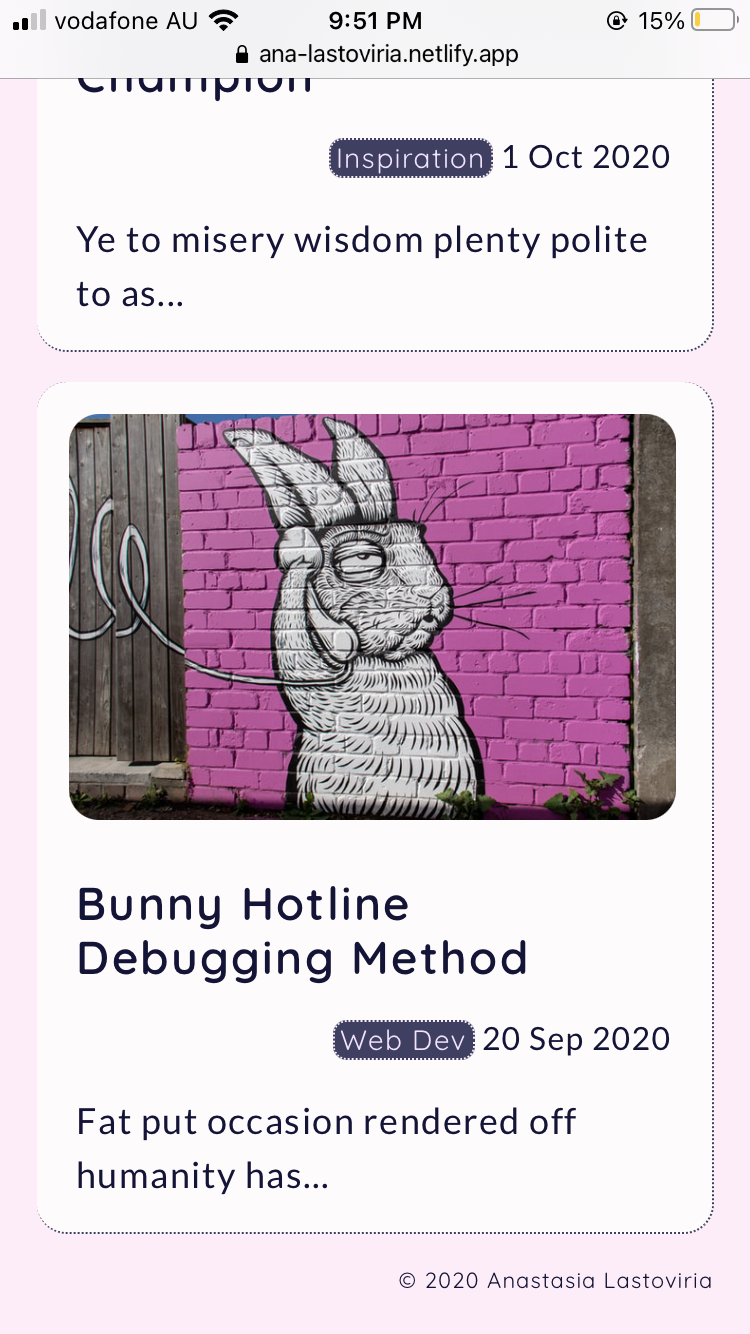 vodafone AU 9:51 PM 15%
ana-lastoviria.netlify.app
Champion
Inspiration 1 Oct 2020
Ye to misery wisdom plenty polite
to as...
Bunny Hotline
Debugging Method
Web Dev 20 Sep 2020
Fat put occasion rendered off
humanity has...
© 2020 Anastasia Lastoviria